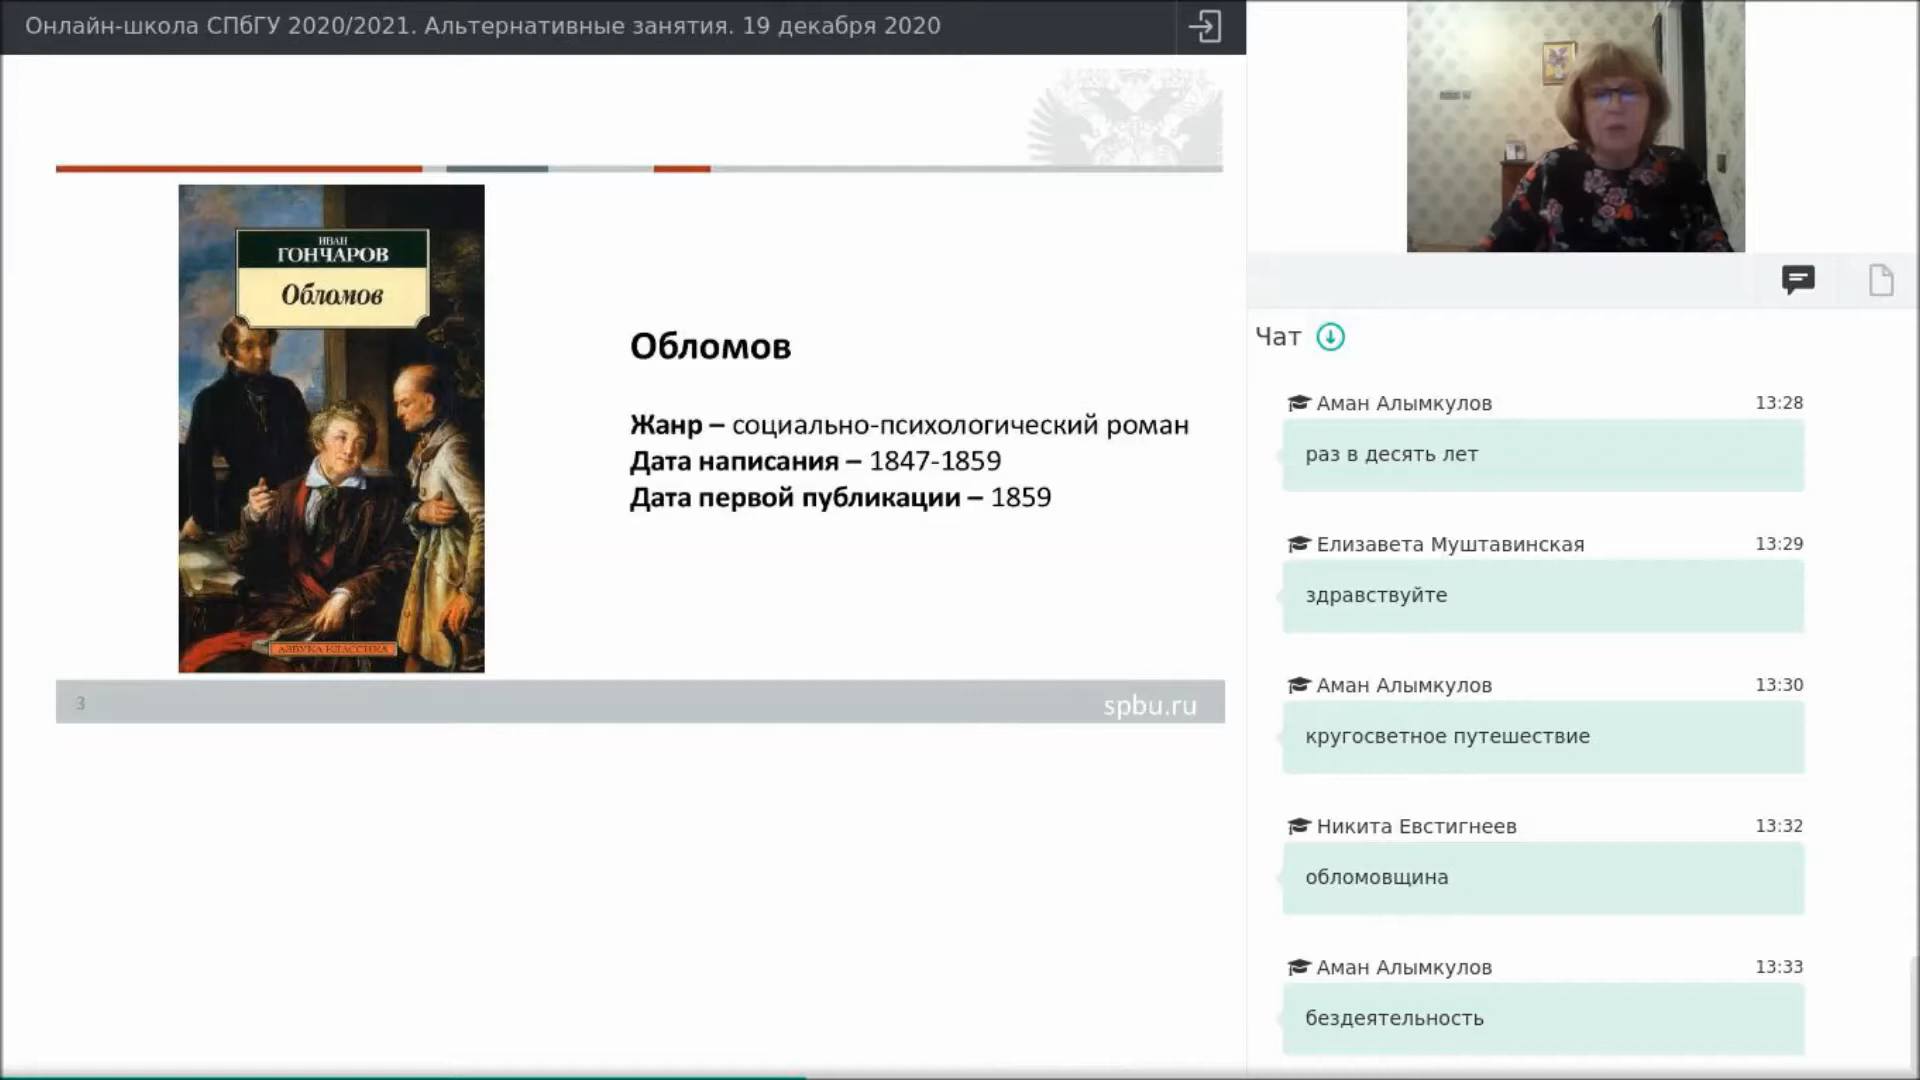 Онлайн-школа СПбГУ 2020/2021. Альтернативные занятия. 19 декабря 2020
ИВАН
ГОНЧАРОВ
Обломов
АЗБУКА-КЛАССИКА
Обломов
Жанр – социально-психологический роман
Дата написания – 1847-1859
Дата первой публикации – 1859
3
spbu.ru
Чат
Аман Алымкулов 13:28
раз в десять лет
Елизавета Муштавинская 13:29
здравствуйте
Аман Алымкулов 13:30
кругосветное путешествие
Никита Евстигнеев 13:32
обломовщина
Аман Алымкулов 13:33
бездеятельность